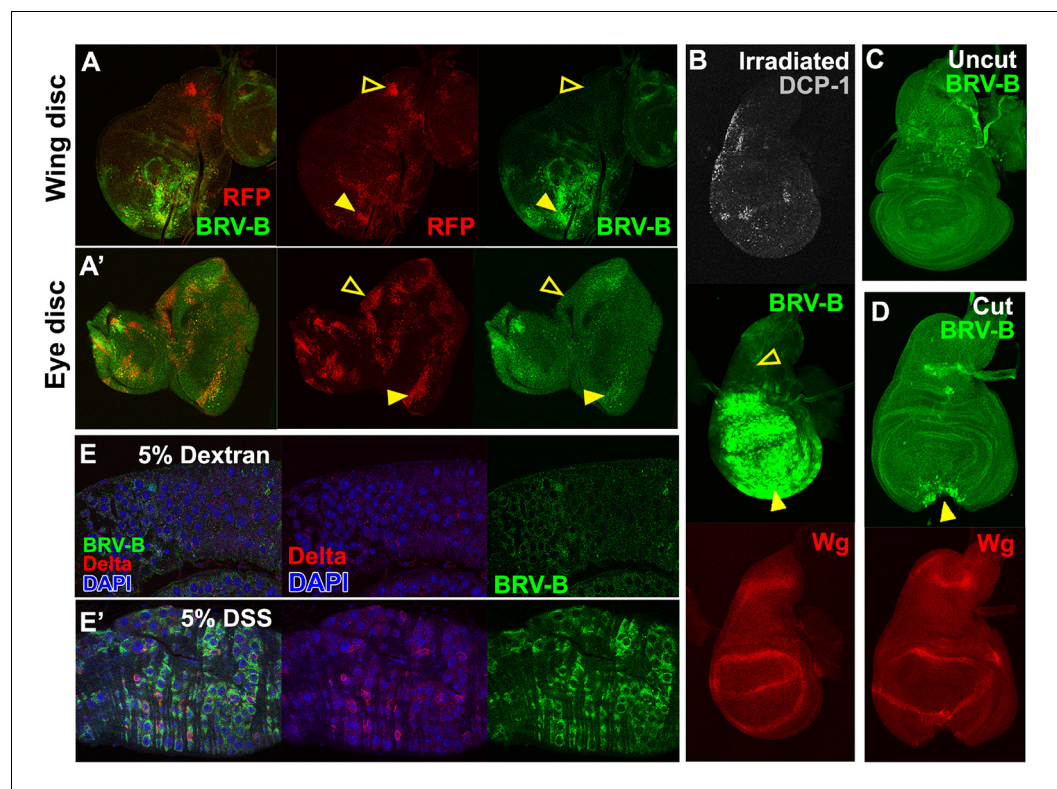 Wing disc
A
RFP
BRV-B
RFP
BRV-B
Eye disc
A'
B
Irradiated
DCP-1
BRV-B
Wg
C
Uncut
BRV-B
D
Cut
BRV-B
Wg
E
5% Dextran
BRV-B
Delta
DAPI
Delta
DAPI
BRV-B
E'
5% DSS